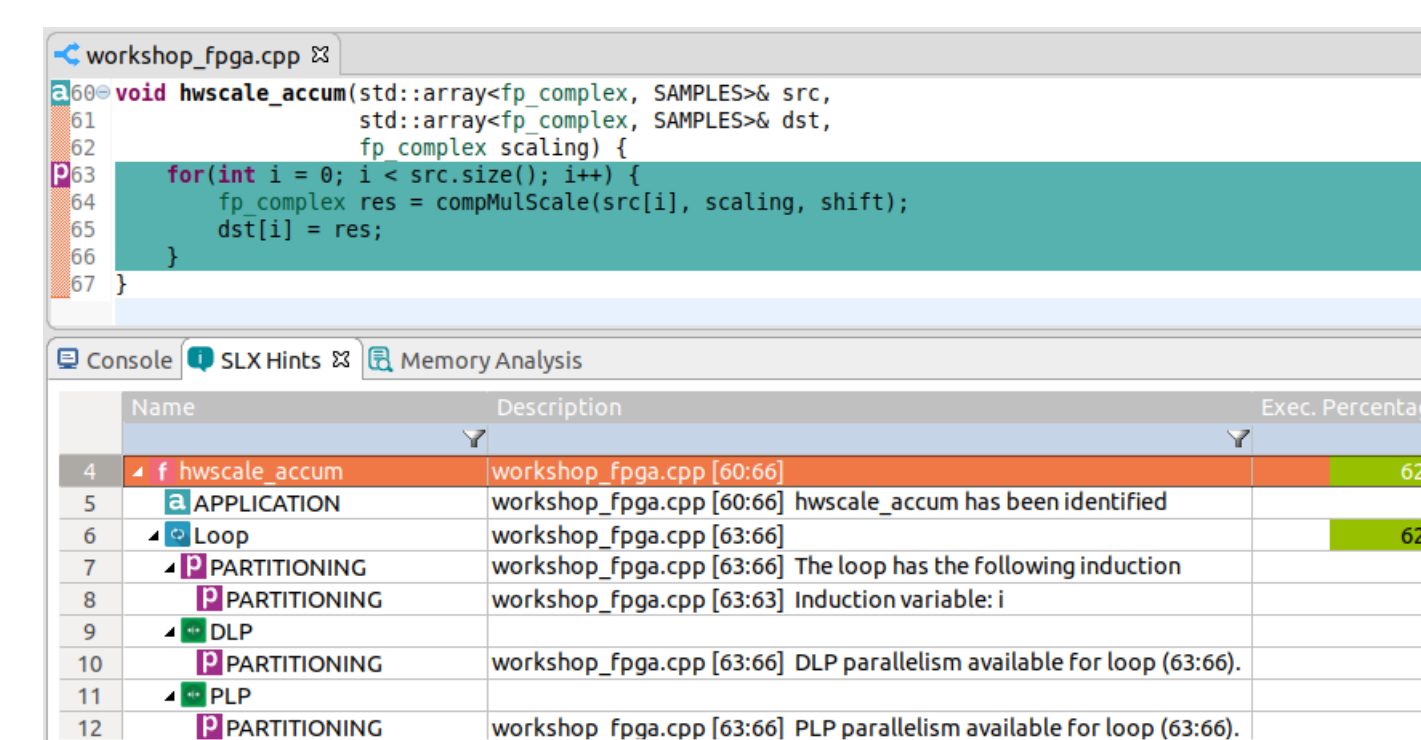 workshop_fpga.cpp
a60 void hwscale_accum(std::array<fp_complex, SAMPLES>& src,
61 std::array<fp_complex, SAMPLES>& dst,
62 fp_complex scaling) {
p63 for(int i = 0; i < src.size(); i++) {
64 fp_complex res = compMulScale(src[i], scaling, shift);
65 dst[i] = res;
66 }
67 }
Console SLX Hints Memory Analysis
Name Description Exec. Percenta
4 f hwscale_accum workshop_fpga.cpp [60:66] 62
5 a APPLICATION workshop_fpga.cpp [60:66] hwscale_accum has been identified
6 Loop workshop_fpga.cpp [63:66] 62
7 p PARTITIONING workshop_fpga.cpp [63:66] The loop has the following induction
8 p PARTITIONING workshop_fpga.cpp [63:63] Induction variable: i
9 DLP
10 p PARTITIONING workshop_fpga.cpp [63:66] DLP parallelism available for loop (63:66).
11 PLP
12 p PARTITIONING workshop_fpga.cpp [63:66] PLP parallelism available for loop (63:66).